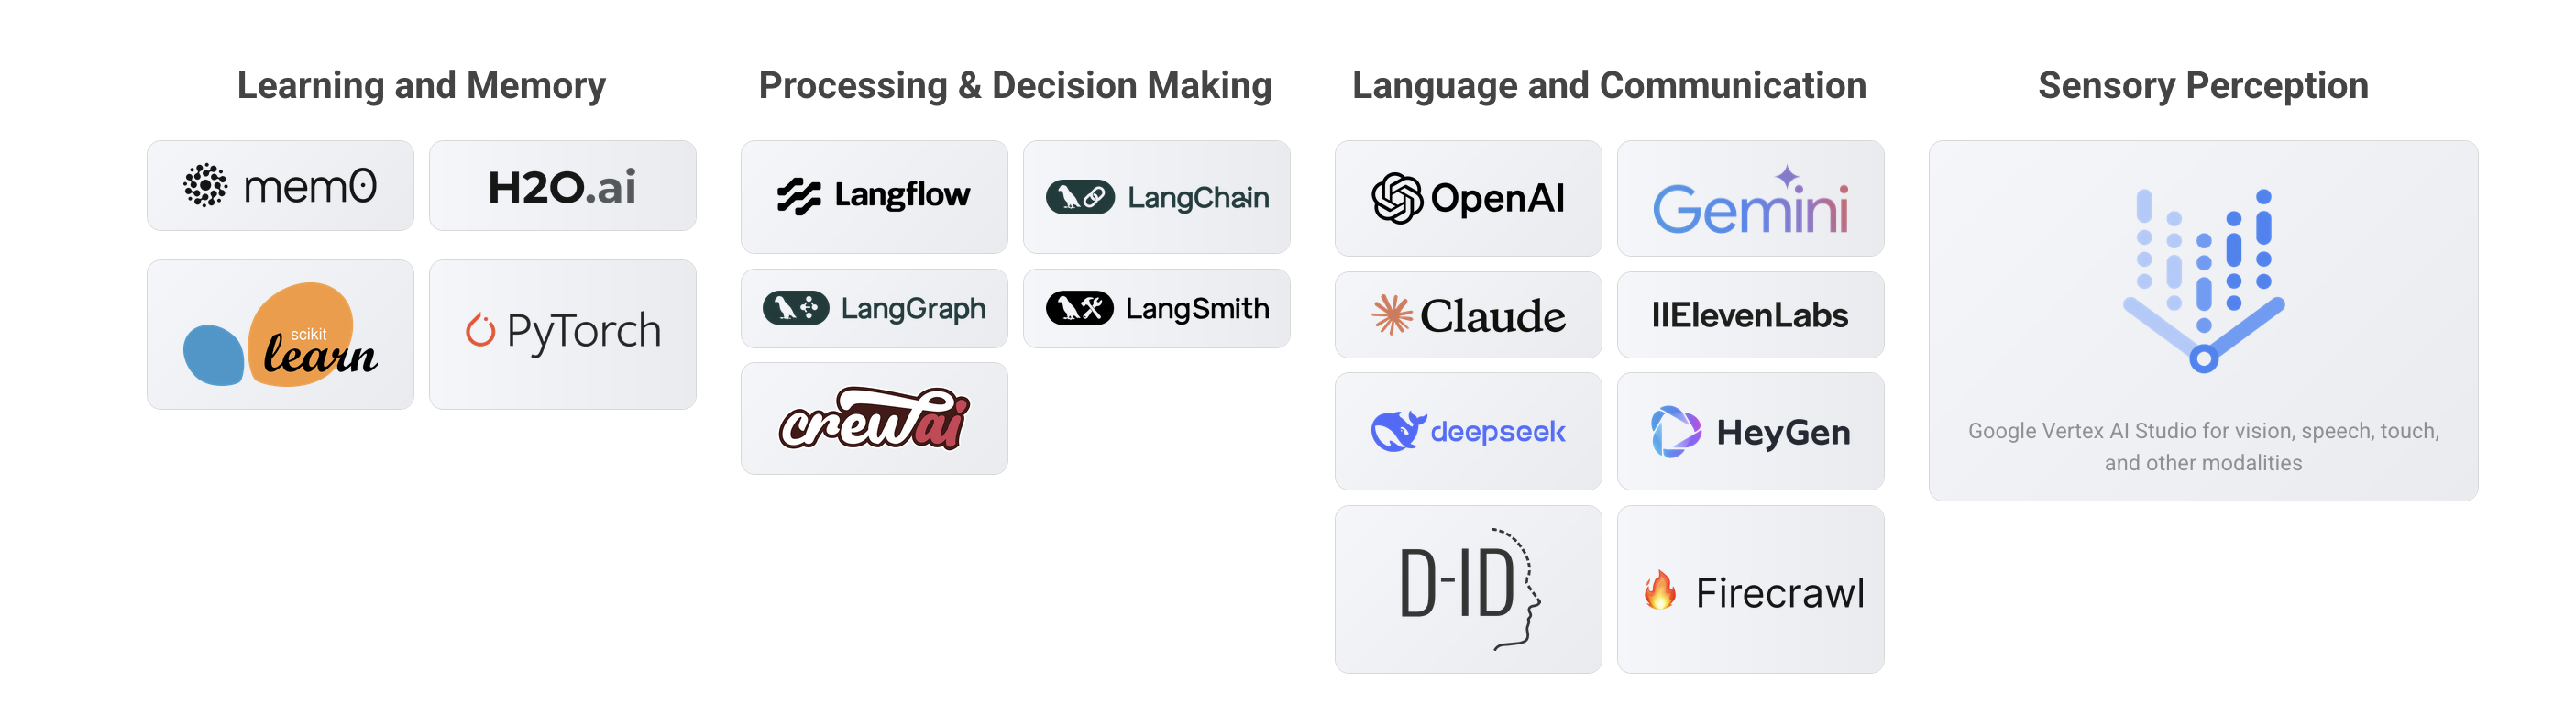 Learning and Memory
mem0
H2O.ai
scikit
learn
PyTorch
Processing & Decision Making
Langflow
LangChain
LangGraph
LangSmith
crewai
Language and Communication
OpenAI
Gemini
Claude
IIElevenLabs
deepseek
HeyGen
D-ID
Firecrawl
Sensory Perception
Google Vertex AI Studio for vision, speech, touch,
and other modalities